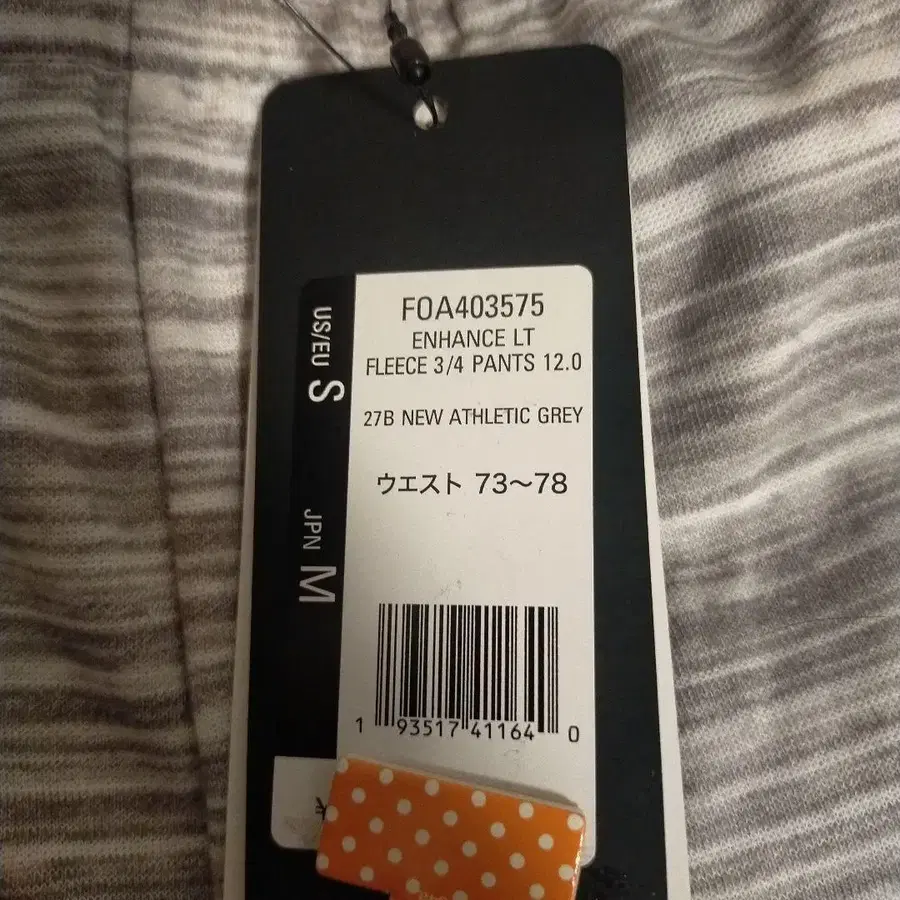 FOA403575
ENHANCE LT
FLEECE 3/4 PANTS 12.0
27B NEW ATHLETIC GREY
ウエスト 73〜78
US/EU S
JPN M
1 93517 41164 0
¥